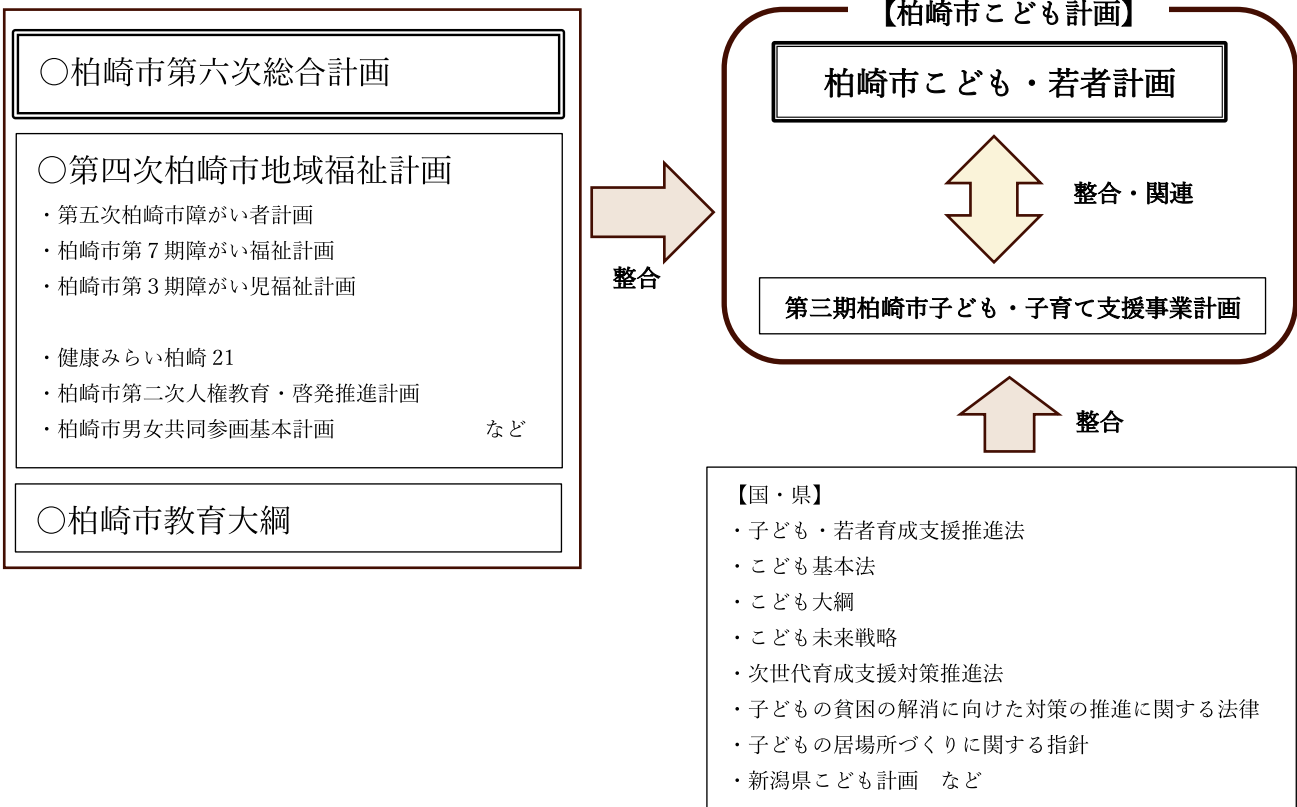 ○柏崎市第六次総合計画
○第四次柏崎市地域福祉計画
・第五次柏崎市障がい者計画
・柏崎市第７期障がい福祉計画
・柏崎市第３期障がい児福祉計画
・健康みらい柏崎 21
・柏崎市第二次人権教育・啓発推進計画
・柏崎市男女共同参画基本計画　　　　　　　など
○柏崎市教育大綱
整合
【柏崎市こども計画】
柏崎市こども・若者計画
整合・関連
第三期柏崎市子ども・子育て支援事業計画
整合
【国・県】
・子ども・若者育成支援推進法
・こども基本法
・こども大綱
・こども未来戦略
・次世代育成支援対策推進法
・子どもの貧困の解消に向けた対策の推進に関する法律
・子どもの居場所づくりに関する指針
・新潟県こども計画　など